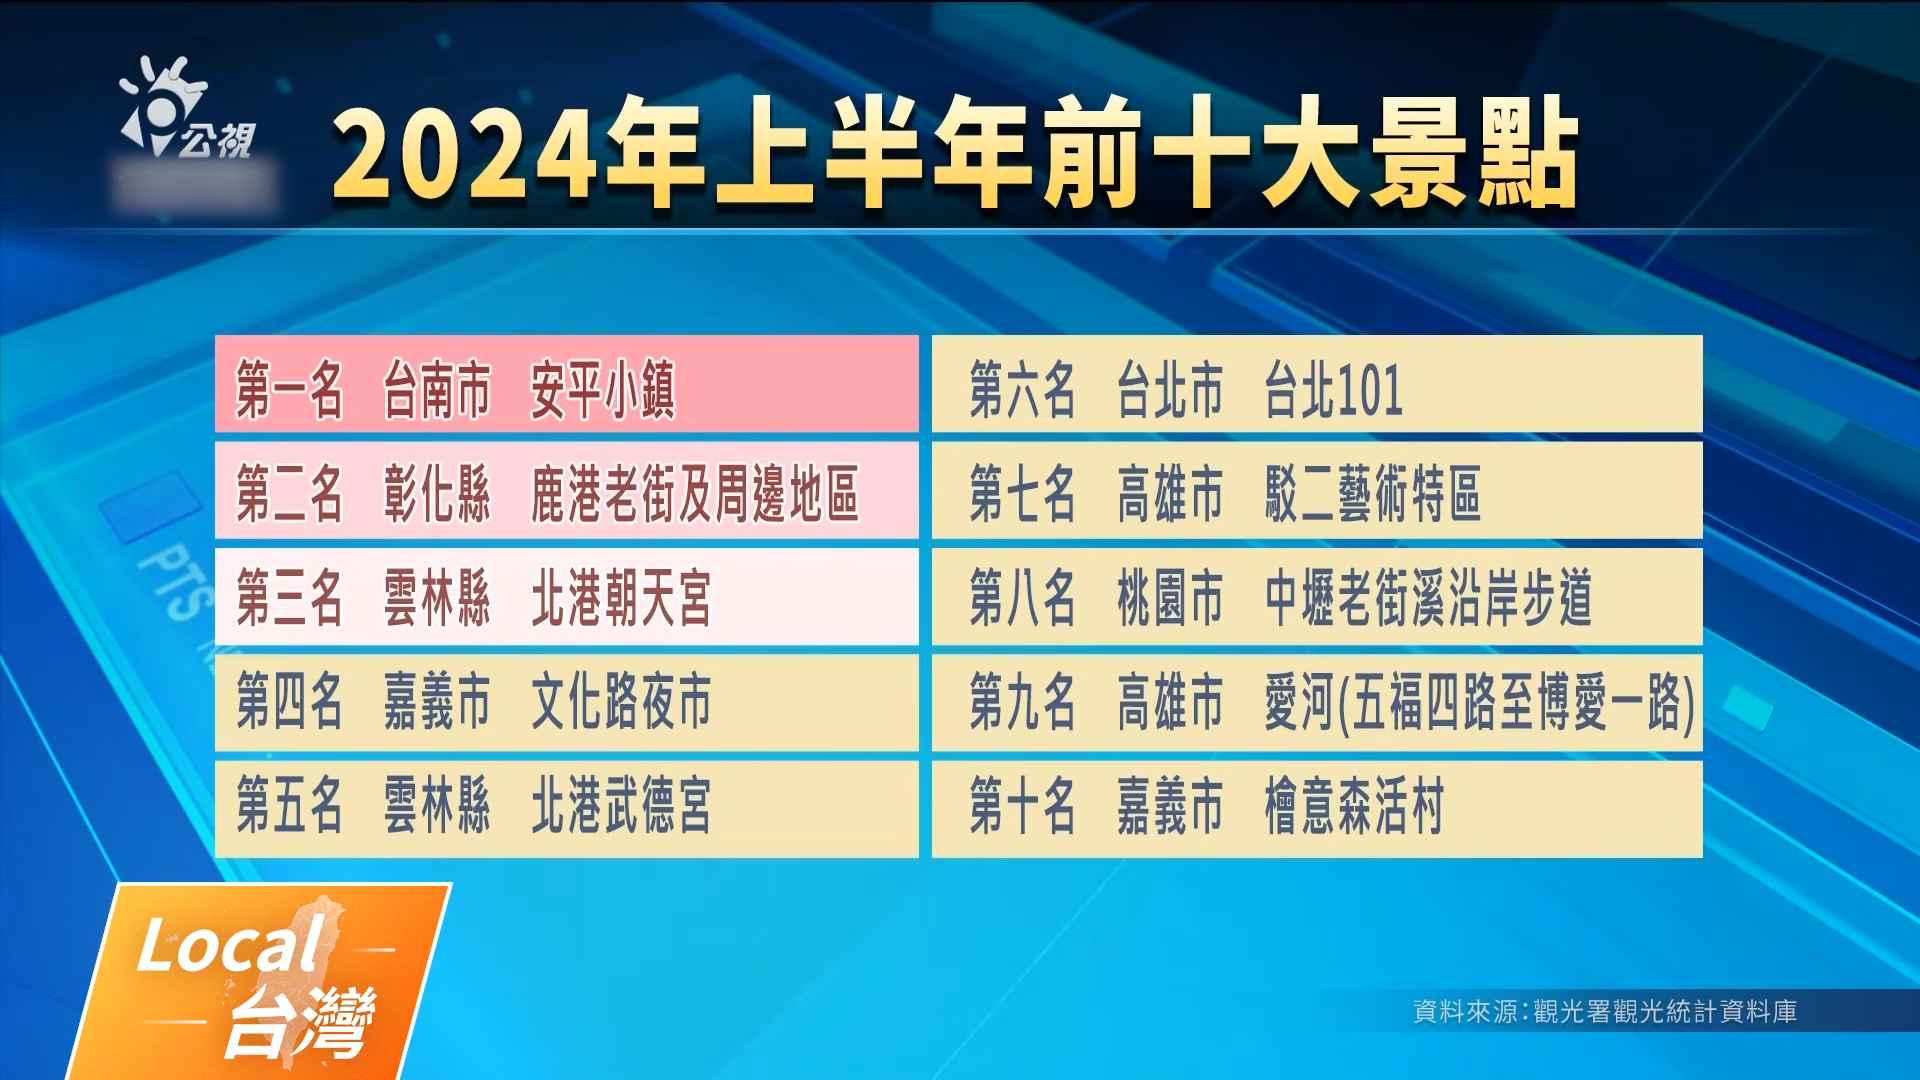 公視
2024年上半年前十大景點
第一名 台南市 安平小鎮
第二名 彰化縣 鹿港老街及周邊地區
第三名 雲林縣 北港朝天宮
第四名 嘉義市 文化路夜市
第五名 雲林縣 北港武德宮
第六名 台北市 台北101
第七名 高雄市 駁二藝術特區
第八名 桃園市 中壢老街溪沿岸步道
第九名 高雄市 愛河(五福四路至博愛一路)
第十名 嘉義市 檜意森活村
PTS
Local
台灣
資料來源:觀光署觀光統計資料庫